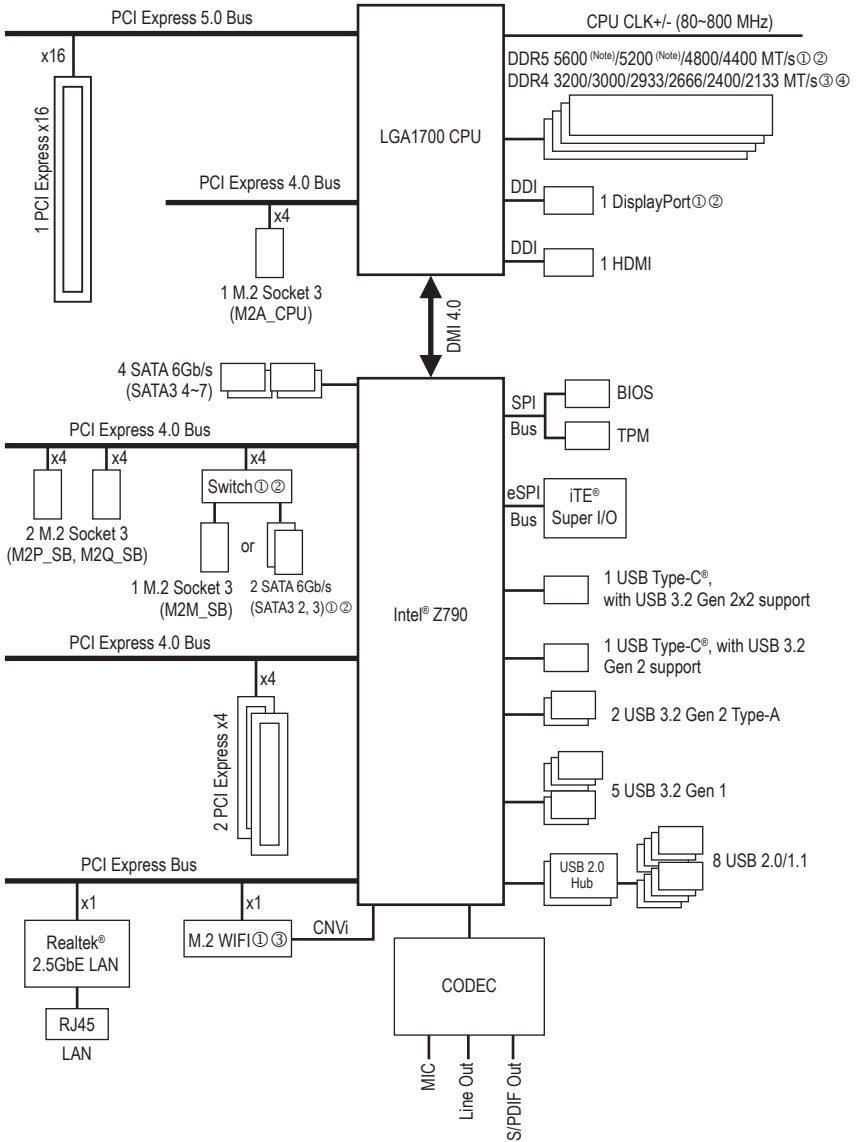 PCI Express 5.0 Bus
x16
1 PCI Express x16
PCI Express 4.0 Bus
x4
1 M.2 Socket 3
(M2A_CPU)
LGA1700 CPU
CPU CLK+/- (80~800 MHz)
DDR5 5600 (Note)/5200 (Note)/4800/4400 MT/s①②
DDR4 3200/3000/2933/2666/2400/2133 MT/s③④
DDI
1 DisplayPort①②
DDI
1 HDMI
DMI 4.0
4 SATA 6Gb/s
(SATA3 4~7)
PCI Express 4.0 Bus
x4
x4
x4
Switch①②
2 M.2 Socket 3
(M2P_SB, M2Q_SB)
or
1 M.2 Socket 3
(M2M_SB)
2 SATA 6Gb/s
(SATA3 2, 3)①②
PCI Express 4.0 Bus
x4
2 PCI Express x4
PCI Express Bus
x1
x1
Realtek®
2.5GbE LAN
RJ45
LAN
M.2 WIFI①③
CNVi
Intel® Z790
SPI
Bus
BIOS
TPM
eSPI
Bus
iTE®
Super I/O
1 USB Type-C®,
with USB 3.2 Gen 2x2 support
1 USB Type-C®, with USB 3.2
Gen 2 support
2 USB 3.2 Gen 2 Type-A
5 USB 3.2 Gen 1
USB 2.0
Hub
8 USB 2.0/1.1
CODEC
MIC
Line Out
S/PDIF Out